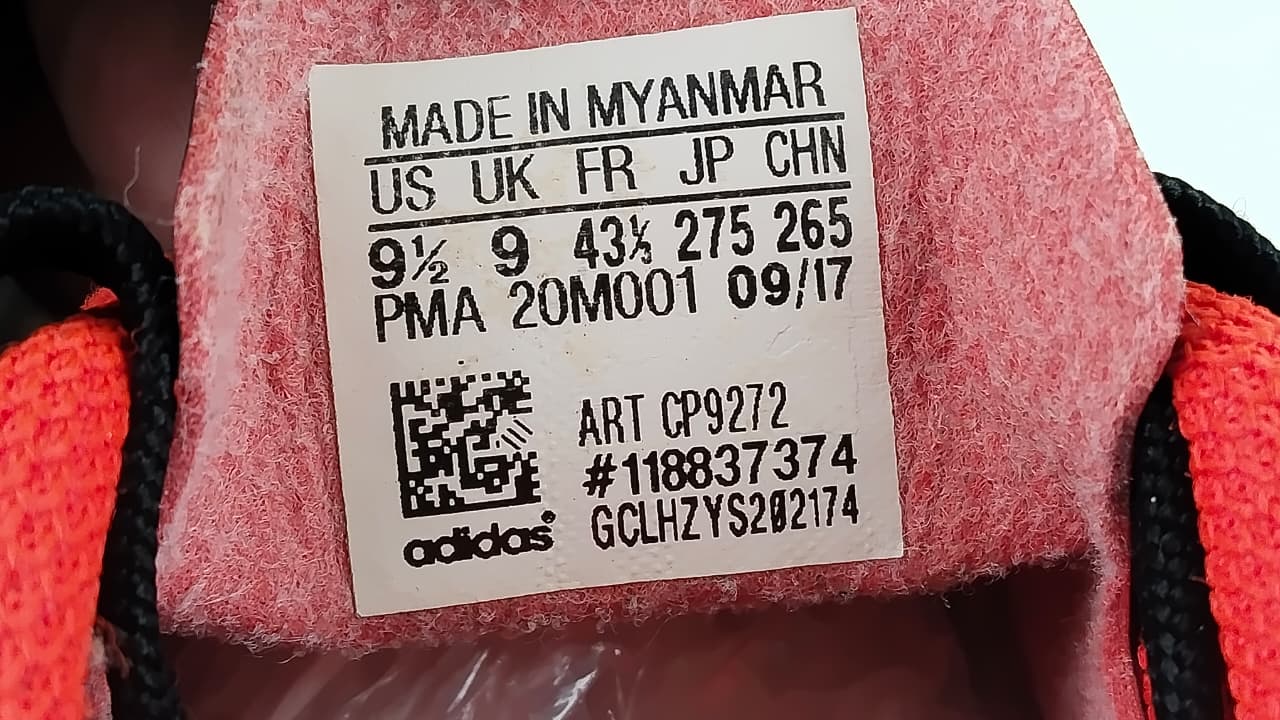 MADE IN MYANMAR
US UK FR JP CHN
9½ 9 43⅓ 275 265
PMA 20M001 09/17
ART CP9272
#118837374
GCLHZYS202174
adidas®